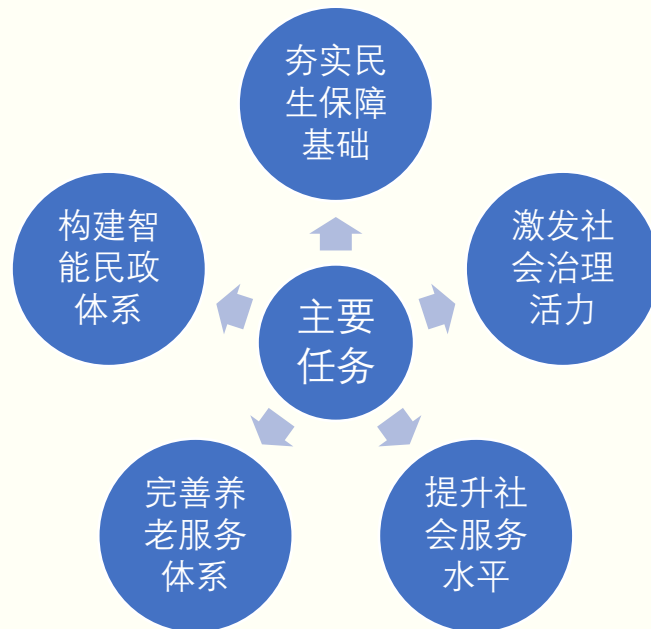 夯实民
生保障
基础
构建智
能民政
体系
激发社
会治理
活力
主要
任务
完善养
老服务
体系
提升社
会服务
水平